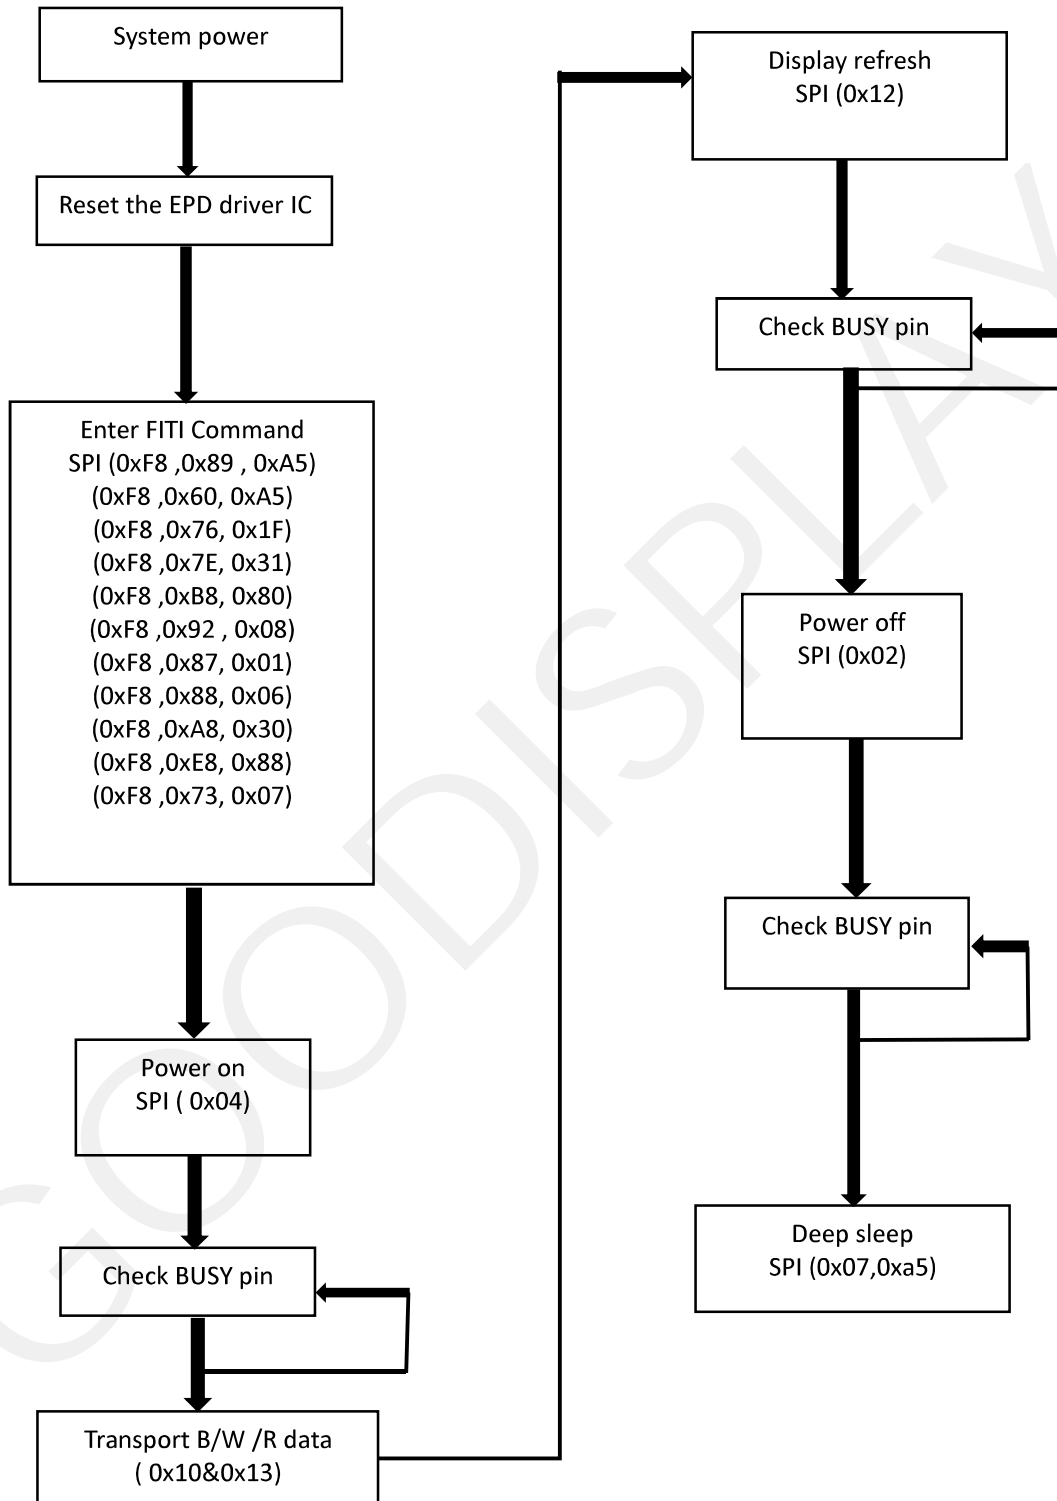 System power
Reset the EPD driver IC
Enter FITI Command
SPI (0xF8 ,0x89 , 0xA5)
(0xF8 ,0x60, 0xA5)
(0xF8 ,0x76, 0x1F)
(0xF8 ,0x7E, 0x31)
(0xF8 ,0xB8, 0x80)
(0xF8 ,0x92 , 0x08)
(0xF8 ,0x87, 0x01)
(0xF8 ,0x88, 0x06)
(0xF8 ,0xA8, 0x30)
(0xF8 ,0xE8, 0x88)
(0xF8 ,0x73, 0x07)
Power on
SPI ( 0x04)
Check BUSY pin
Transport B/W /R data
( 0x10&0x13)
Display refresh
SPI (0x12)
Check BUSY pin
Power off
SPI (0x02)
Check BUSY pin
Deep sleep
SPI (0x07,0xa5)
GOODISPLAY